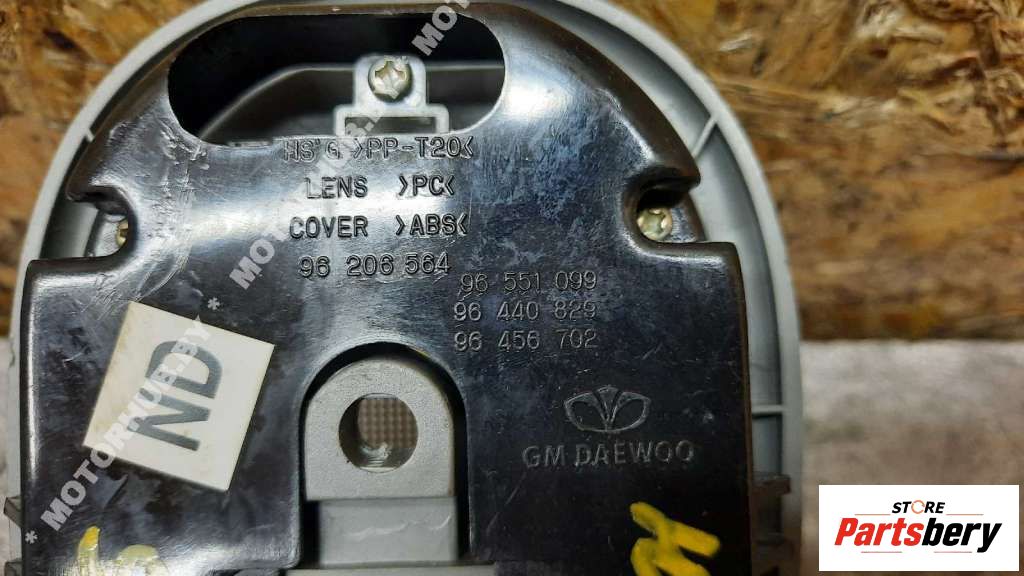 HS'G >PP-T20<
LENS >PC<
COVER >ABS<
96 206 564
96 551 099
96 440 829
96 456 702
ND
GM DAEWOO
* MOTORHUB.BY *
STORE
Partsbery